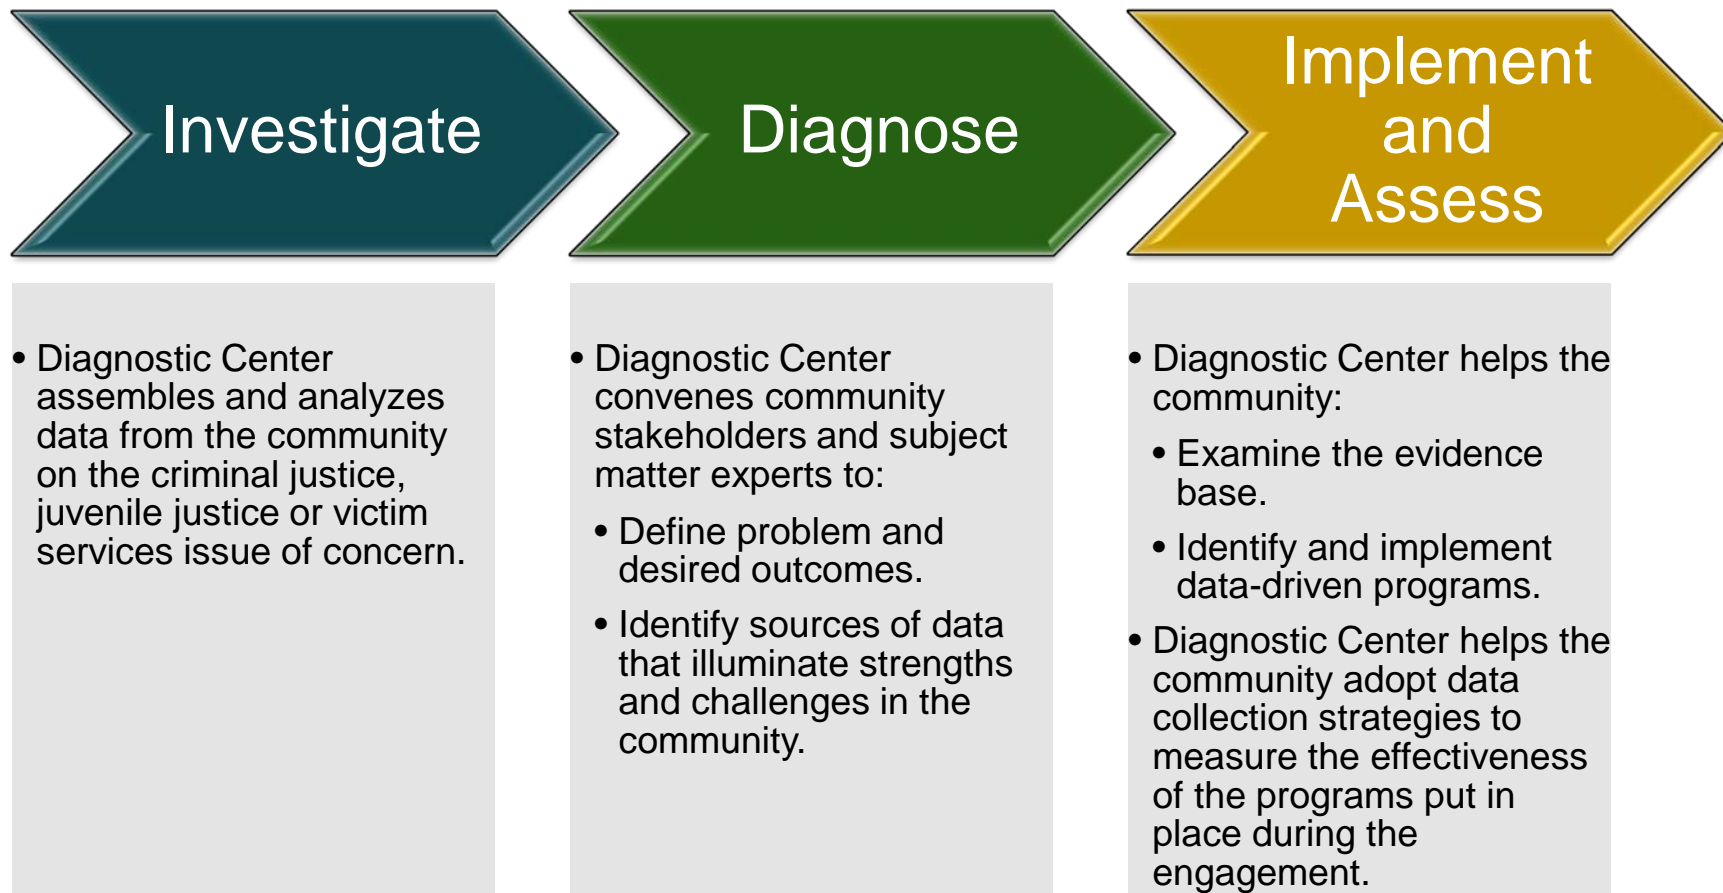 Investigate
• Diagnostic Center
assembles and analyzes
data from the community
on the criminal justice,
juvenile justice or victim
services issue of concern.
Diagnose
• Diagnostic Center
convenes community
stakeholders and subject
matter experts to:
• Define problem and
desired outcomes.
• Identify sources of data
that illuminate strengths
and challenges in the
community.
Implement
and
Assess
• Diagnostic Center helps the
community:
• Examine the evidence
base.
• Identify and implement
data-driven programs.
• Diagnostic Center helps the
community adopt data
collection strategies to
measure the effectiveness
of the programs put in
place during the
engagement.